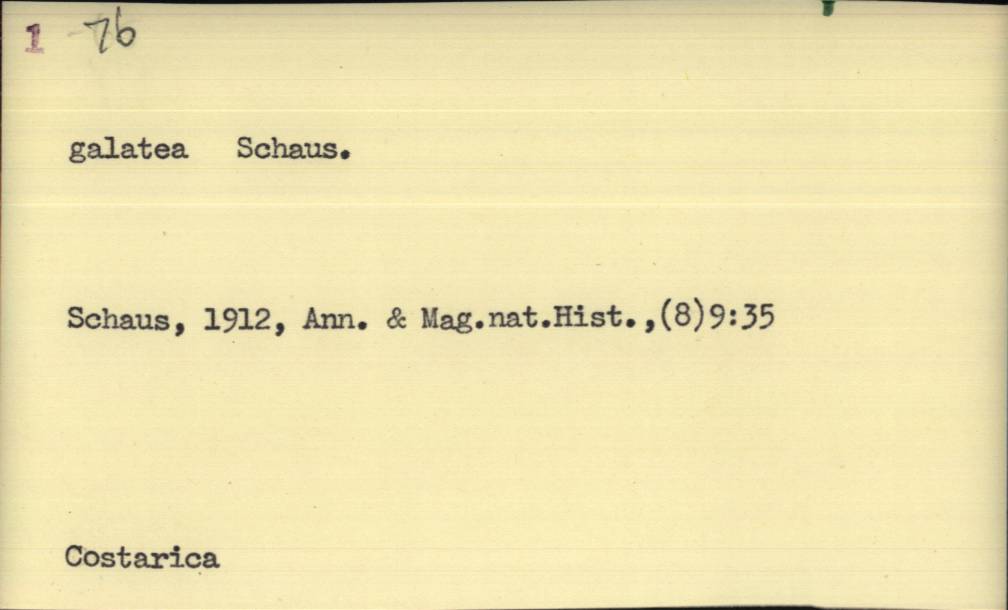 1 76
galatea Schaus.
Schaus, 1912, Ann. & Mag.nat.Hist.,(8)9:35
Costarica